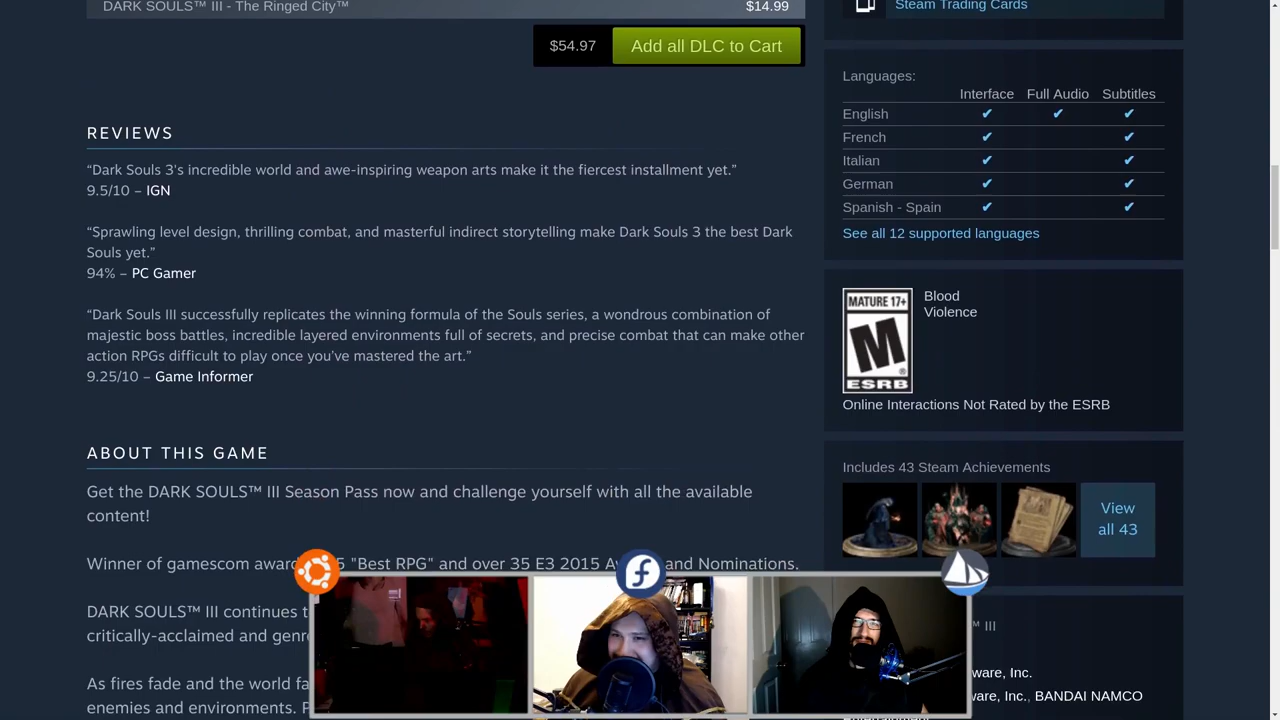 DARK SOULS™ III - The Ringed City™ $14.99
$54.97 Add all DLC to Cart
REVIEWS
“Dark Souls 3's incredible world and awe-inspiring weapon arts make it the fiercest installment yet.”
9.5/10 – IGN
“Sprawling level design, thrilling combat, and masterful indirect storytelling make Dark Souls 3 the best Dark
Souls yet.”
94% – PC Gamer
“Dark Souls III successfully replicates the winning formula of the Souls series, a wondrous combination of
majestic boss battles, incredible layered environments full of secrets, and precise combat that can make other
action RPGs difficult to play once you’ve mastered the art.”
9.25/10 – Game Informer
ABOUT THIS GAME
Get the DARK SOULS™ III Season Pass now and challenge yourself with all the available
content!
Winner of gamescom award 5 "Best RPG" and over 35 E3 2015 and Nominations.
DARK SOULS™ III continues
critically-acclaimed and
As fires fade and the world
enemies and environments.
Steam Trading Cards
Languages:
Interface Full Audio Subtitles
English ✔ ✔ ✔
French ✔ ✔
Italian ✔ ✔
German ✔ ✔
Spanish - Spain ✔ ✔
See all 12 supported languages
MATURE 17+
M
ESRB
Blood
Violence
Online Interactions Not Rated by the ESRB
Includes 43 Steam Achievements
View
all 43
™ III
ware, Inc.
ware, Inc., BANDAI NAMCO